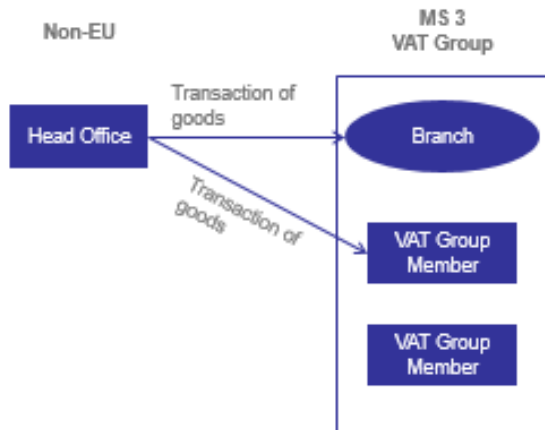 Non-EU
MS 3
VAT Group
Transaction of
goods
Head Office
Branch
Transaction of
goods
VAT Group
Member
VAT Group
Member